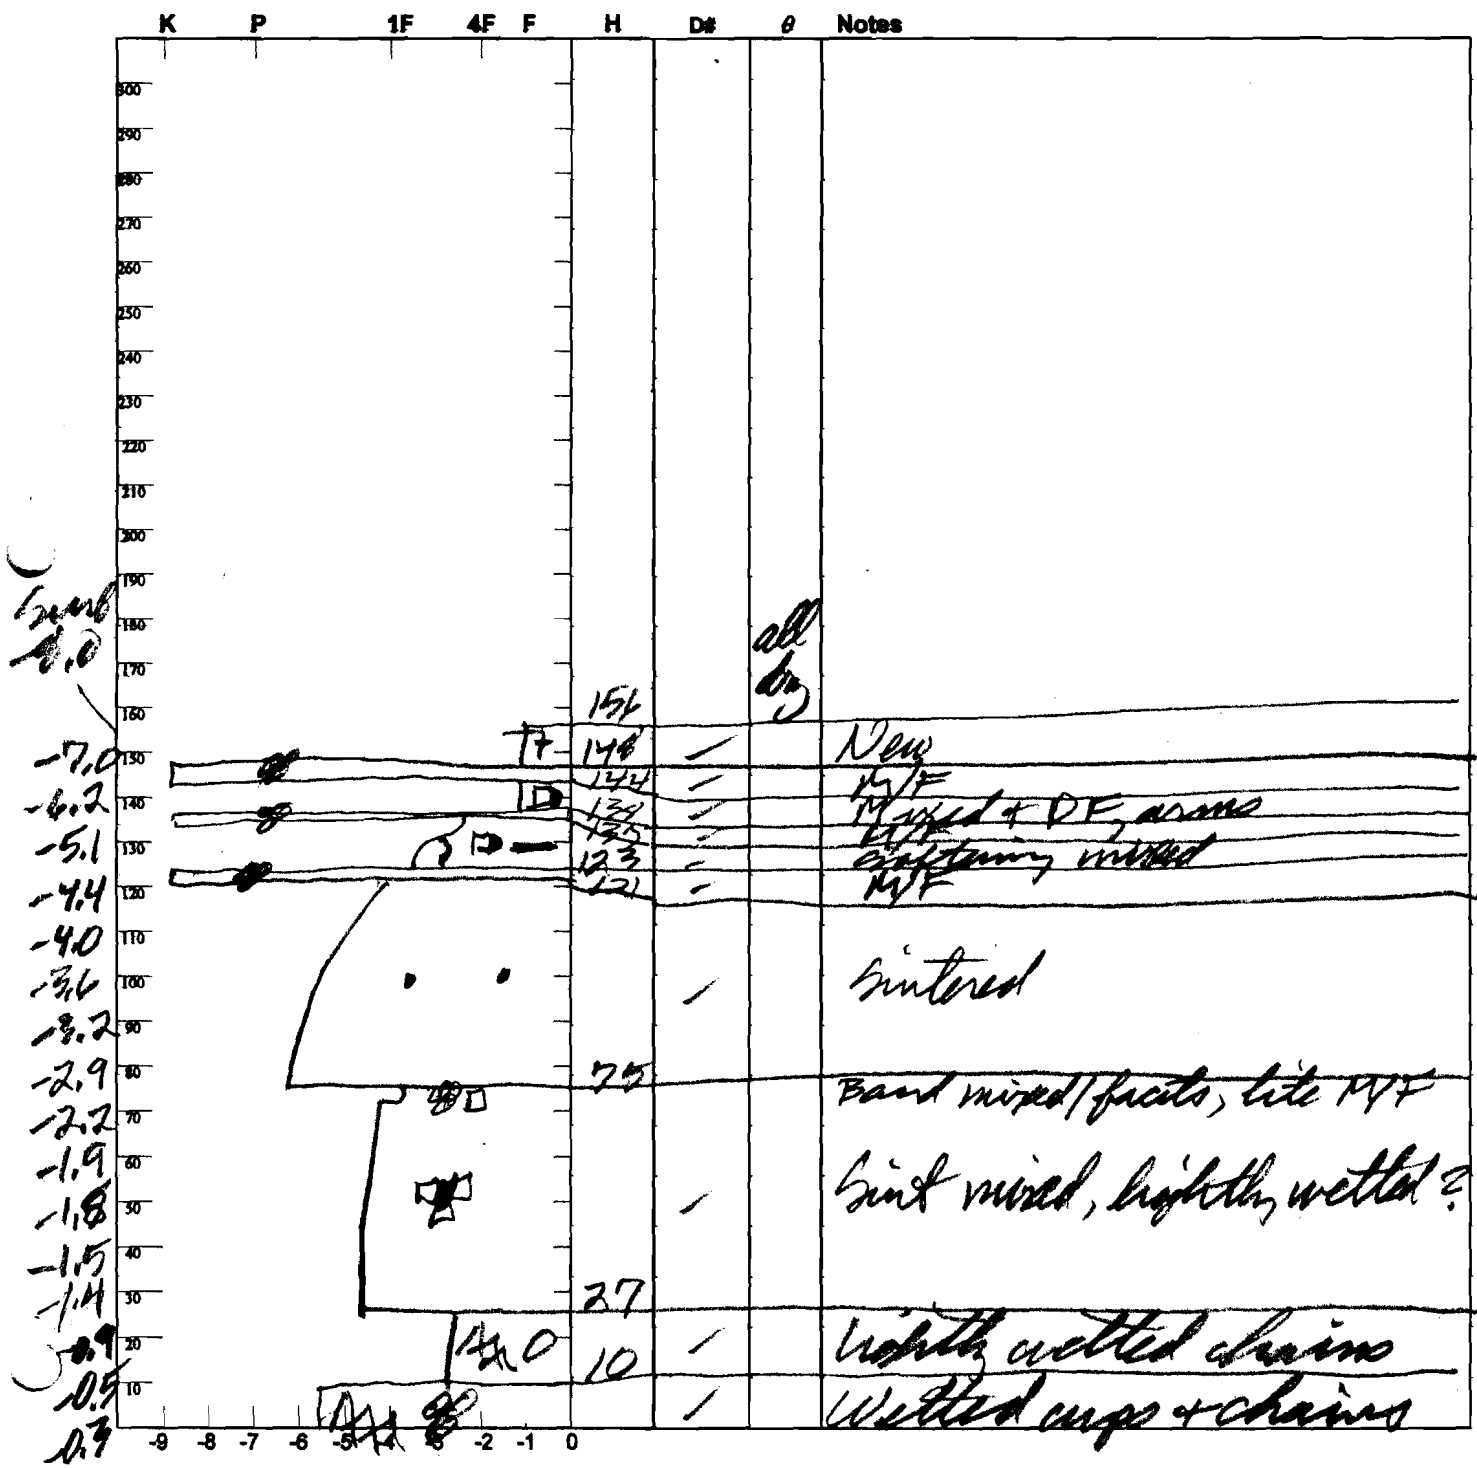 K P 1F 4F F H D# θ Notes
300
290
280
270
260
250
240
230
220
210
200
190
Surf
180
all
170
dry
160
156
-7.0 150 148 New
144 M/F
-6.2 140 Mixed + DF, arms
M/F
-5.1 130 softening mixed
123
-4.4 120 121 M/F
-4.0 110
-3.6 100 Sintered
-3.2 90
-2.9 80 75 Band mixed/facets, lite M/F
-2.2 70
-1.9 60
-1.8 50 Sint mixed, lightly wetted?
-1.5 40
-1.4 30 27
-0.9 20 Lightly wetted chains
10
-0.5 10 Wetted cups + chains
-9 -8 -7 -6 -5 -4 -3 -2 -1 0